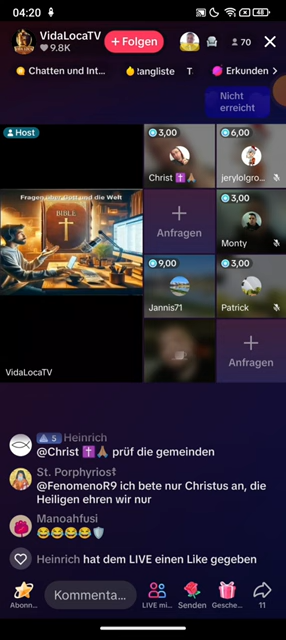 04:20
48
VidaLocaTV
9.8K
+ Folgen
70
Chatten und Int...
Rangliste
T
Erkunden
Nicht
erreicht
Host
3,00
6,00
Christ ✝️🙏🏾
jerylolgro...
Fragen über Gott und die Welt
BIBLE
+
Anfragen
3,00
Monty
9,00
3,00
Jannis71
Patrick
+
Anfragen
VidaLocaTV
5 Heinrich
@Christ ✝️🙏🏾 prüf die gemeinden
St. Porphyrios☦
@FenomenoR9 ich bete nur Christus an, die
Heiligen ehren wir nur
Manoahfusi
😂😂😂😂🛡️
Heinrich hat dem LIVE einen Like gegeben
Abonn...
Kommenta...
LIVE mi...
Senden
Gesche...
11